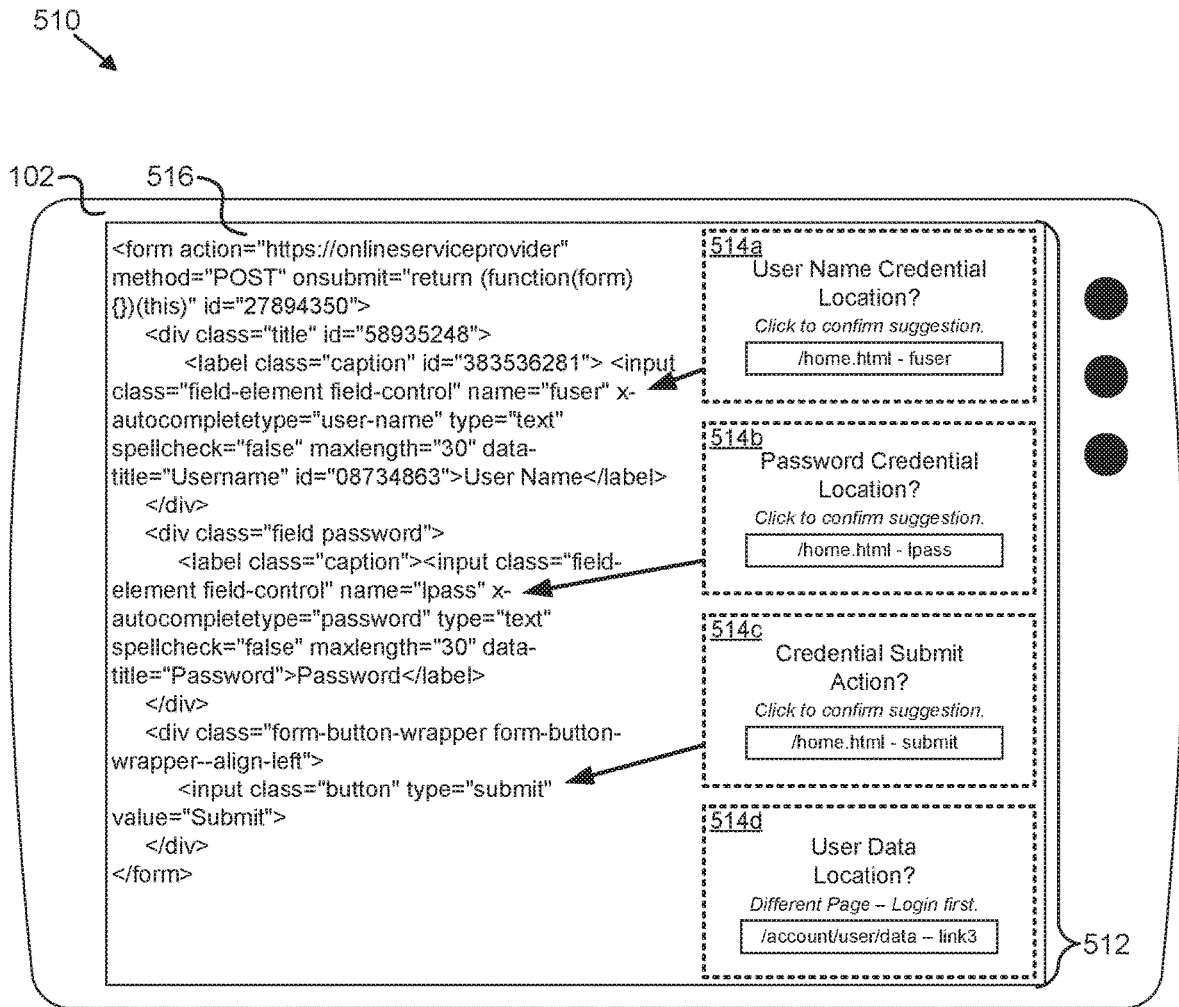 510
102
516
<form action="https://onlineserviceprovider"
method="POST" onsubmit="return (function(form)
{})(this)" id="27894350">
<div class="title" id="58935248">
<label class="caption" id="383536281"> <input
class="field-element field-control" name="fuser" x-
autocompletetype="user-name" type="text"
spellcheck="false" maxlength="30" data-
title="Username" id="08734863">User Name</label>
</div>
<div class="field password">
<label class="caption"><input class="field-
element field-control" name="lpass" x-
autocompletetype="password" type="text"
spellcheck="false" maxlength="30" data-
title="Password">Password</label>
</div>
<div class="form-button-wrapper form-button-
wrapper--align-left">
<input class="button" type="submit"
value="Submit">
</div>
</form>
514a
User Name Credential
Location?
Click to confirm suggestion.
/home.html - fuser
514b
Password Credential
Location?
Click to confirm suggestion.
/home.html - lpass
514c
Credential Submit
Action?
Click to confirm suggestion.
/home.html - submit
514d
User Data
Location?
Different Page – Login first.
/account/user/data – link3
512